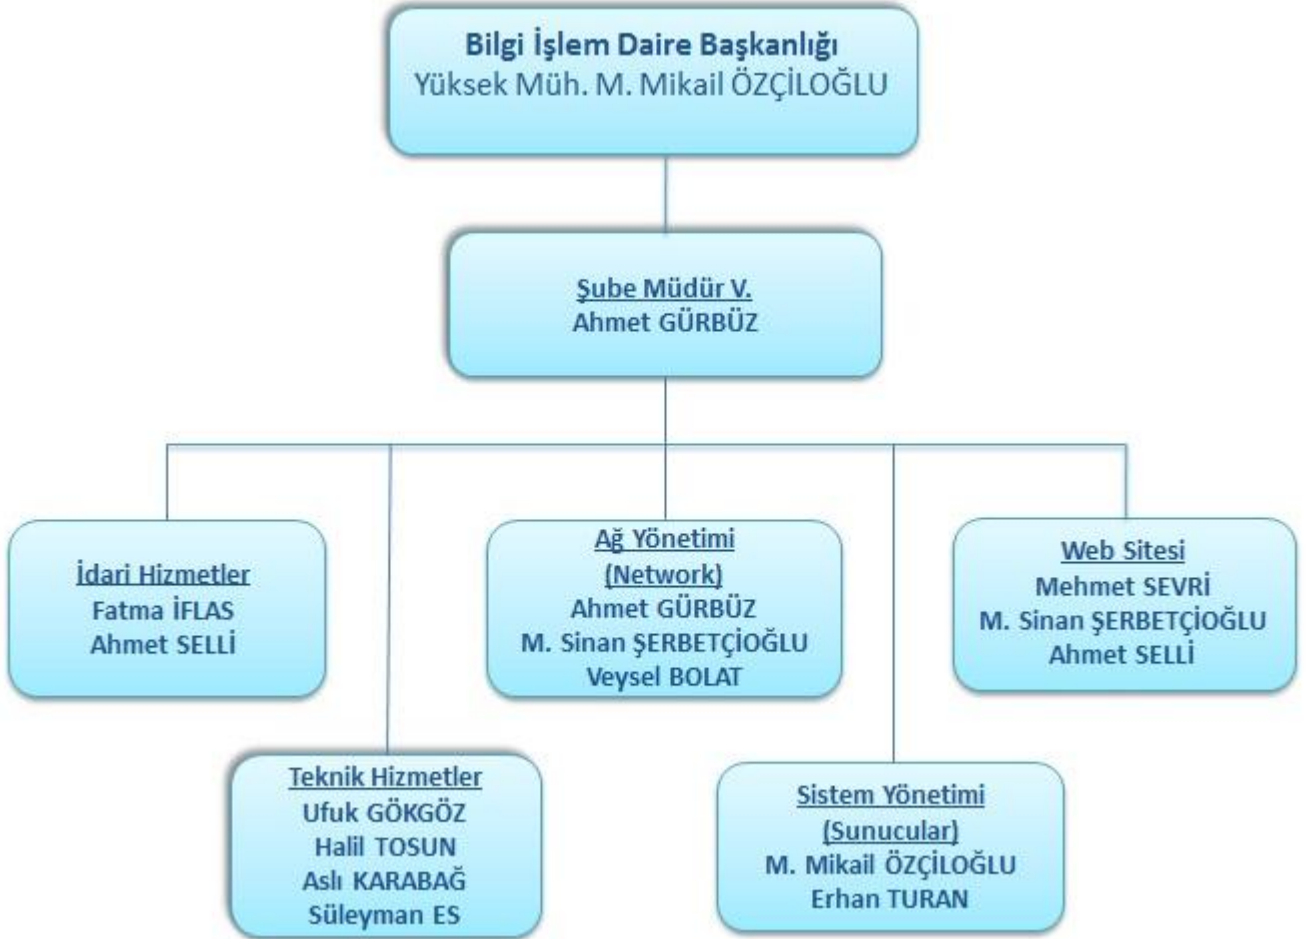 Bilgi İşlem Daire Başkanlığı
Yüksek Müh. M. Mikail ÖZÇİLOĞLU
Şube Müdür V.
Ahmet GÜRBÜZ
İdari Hizmetler
Fatma İFLAS
Ahmet SELLİ
Ağ Yönetimi
(Network)
Ahmet GÜRBÜZ
M. Sinan ŞERBETÇİOĞLU
Veysel BOLAT
Web Sitesi
Mehmet SEVRİ
M. Sinan ŞERBETÇİOĞLU
Ahmet SELLİ
Teknik Hizmetler
Ufuk GÖKGÖZ
Halil TOSUN
Aslı KARABAĞ
Süleyman ES
Sistem Yönetimi
(Sunucular)
M. Mikail ÖZÇİLOĞLU
Erhan TURAN